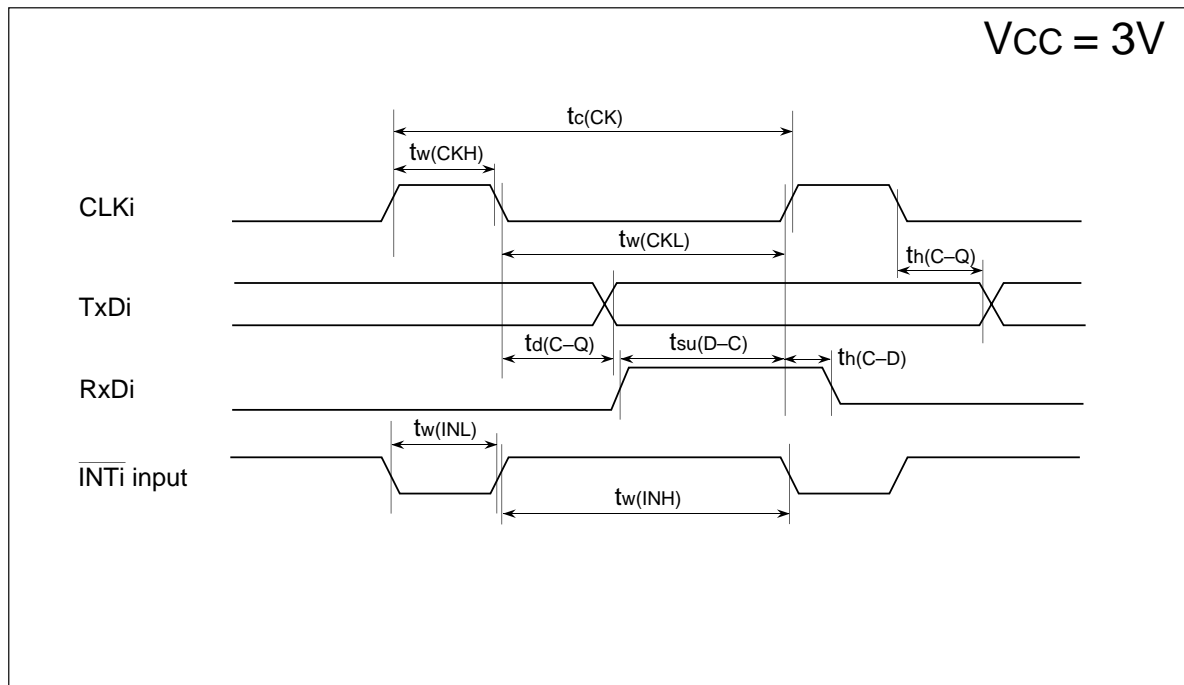 VCC = 3V
tc(CK)
tw(CKH)
CLKi
tw(CKL)
th(C–Q)
TxDi
td(C–Q)
tsu(D–C)
th(C–D)
RxDi
tw(INL)
INTi input
tw(INH)